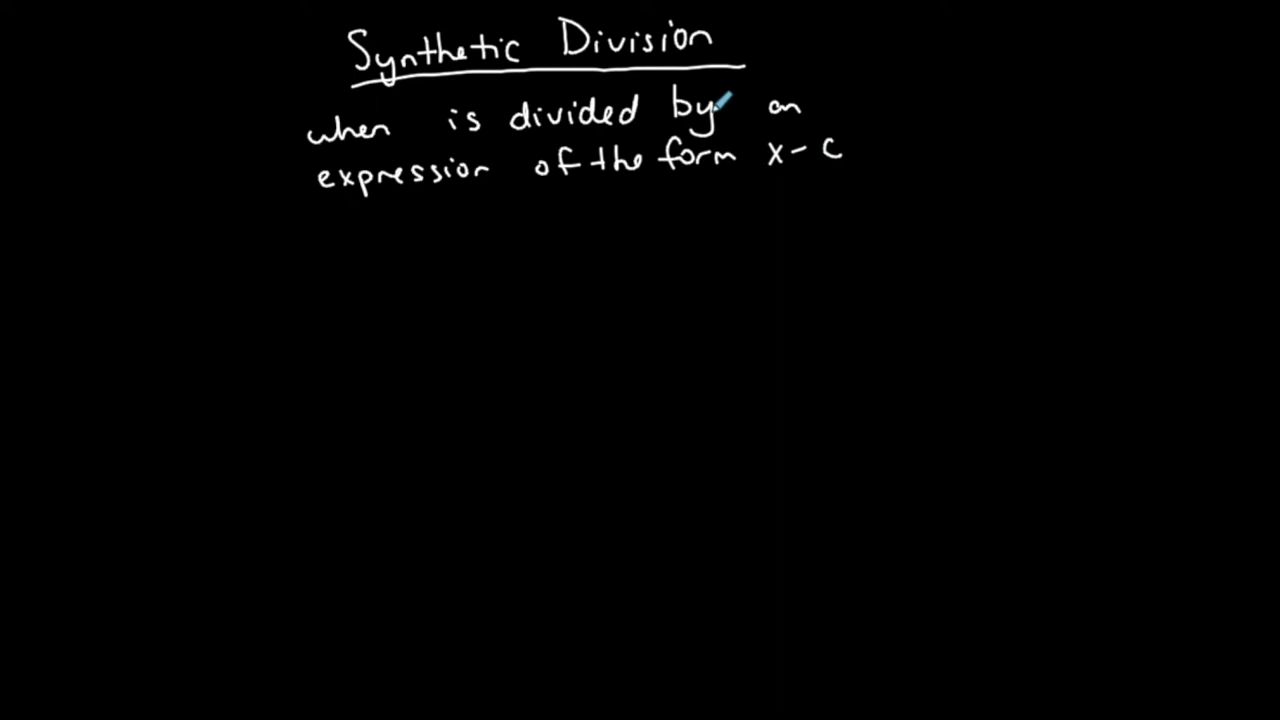 Synthetic Division
when is divided by an
expression of the form x - c